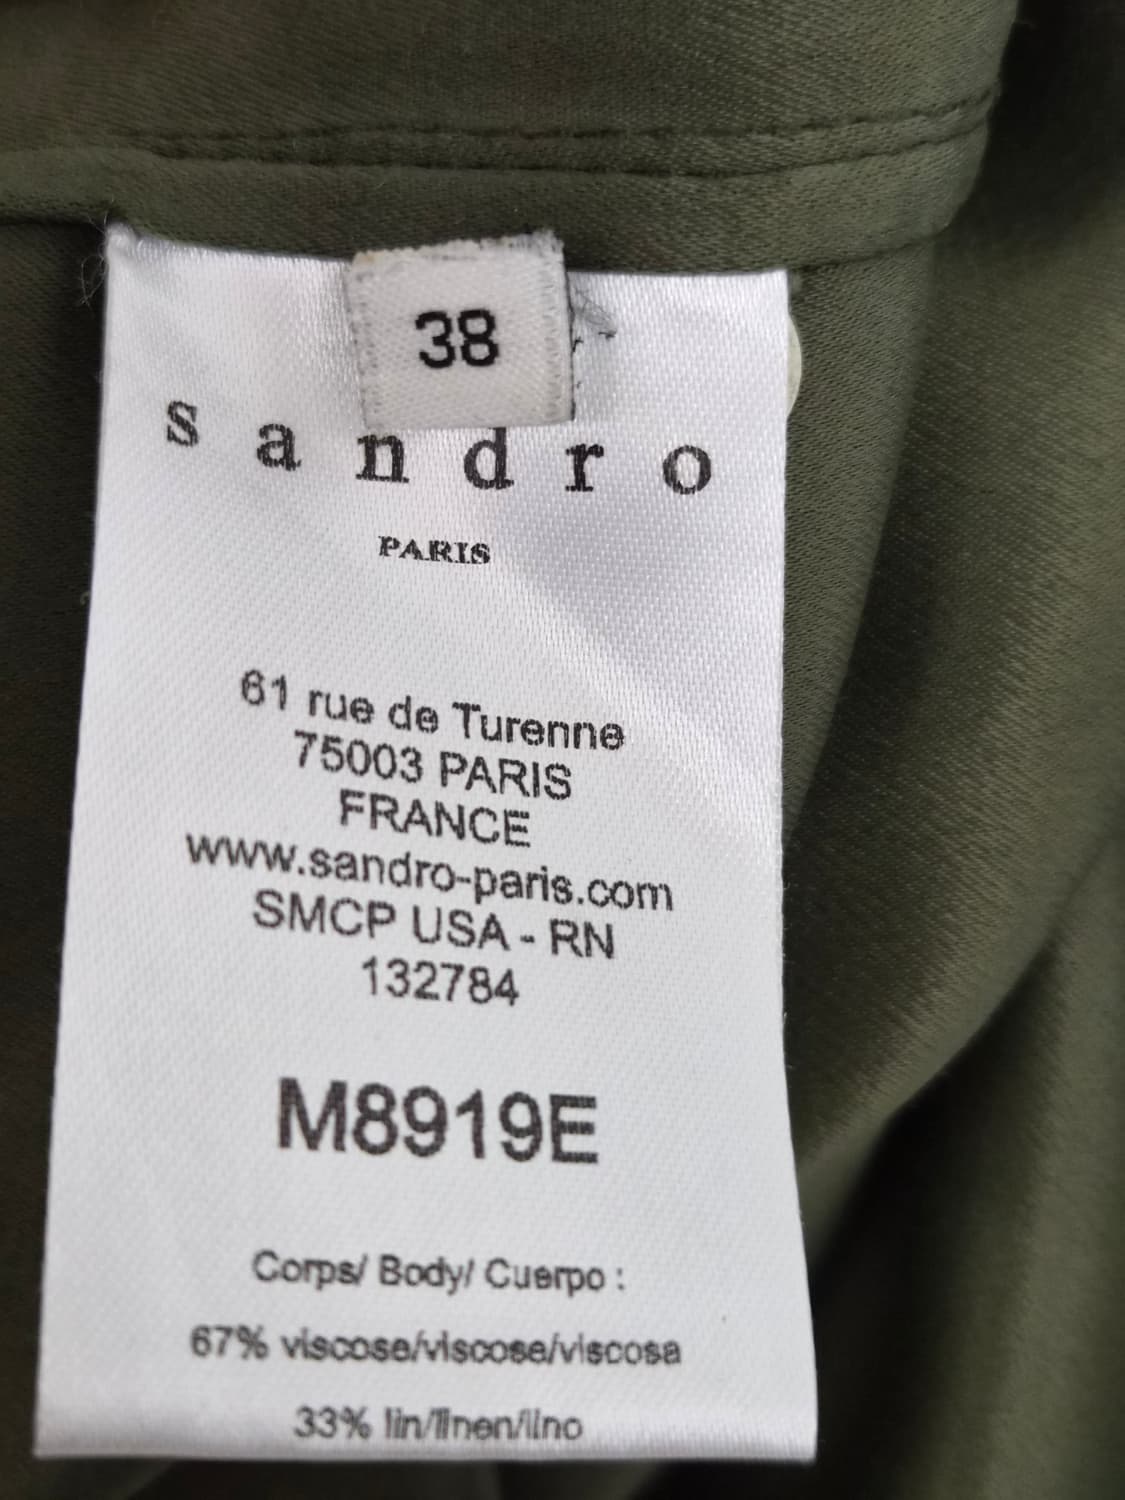 38
sandro
PARIS
61 rue de Turenne
75003 PARIS
FRANCE
www.sandro-paris.com
SMCP USA - RN
132784
M8919E
Corps/ Body/ Cuerpo :
67% viscose/viscose/viscosa
33% lin/linen/lino